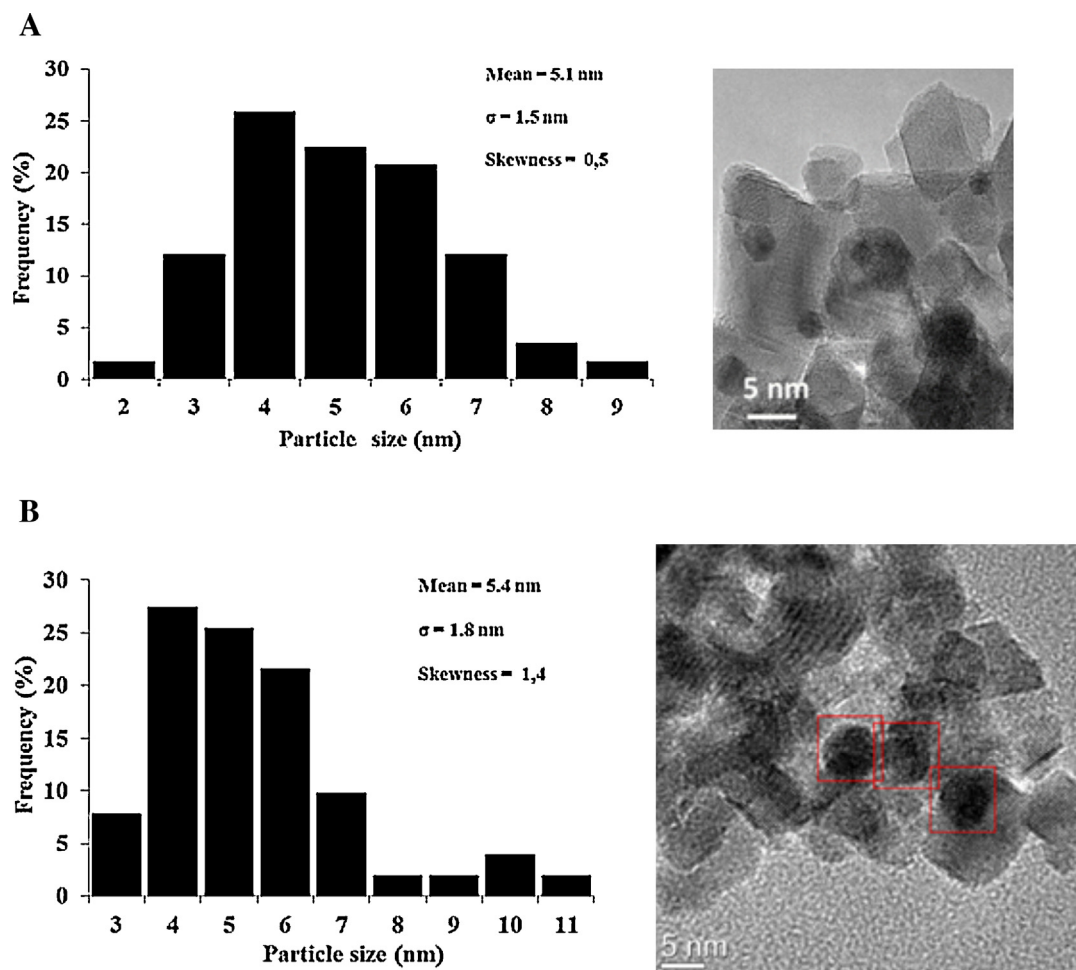 A
30
25
20
15
10
5
0
Frequency (%)
Mean = 5.1 nm
σ = 1.5 nm
Skewness = 0,5
2 3 4 5 6 7 8 9
Particle size (nm)
5 nm
B
30
25
20
15
10
5
0
Frequency (%)
Mean = 5.4 nm
σ = 1.8 nm
Skewness = 1,4
3 4 5 6 7 8 9 10 11
Particle size (nm)
5 nm